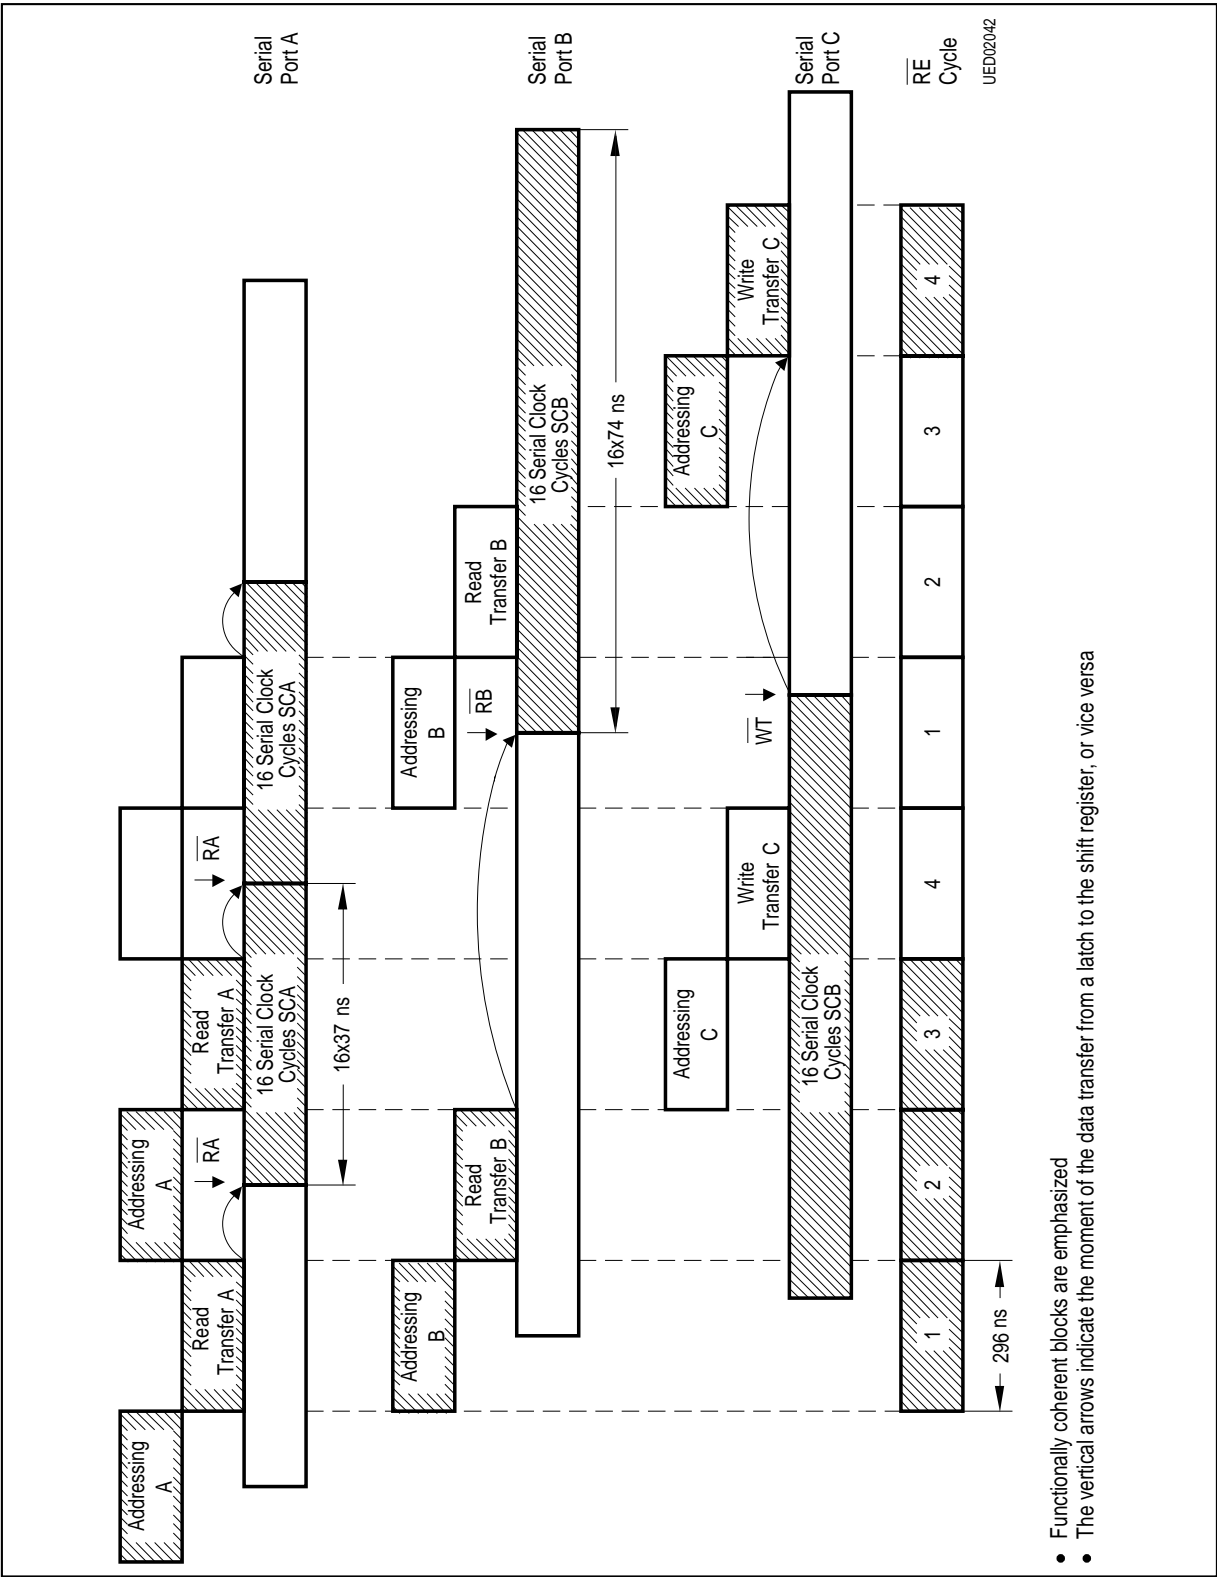 Addressing
A
Addressing
A
Read
Transfer A
Read
Transfer A
RA
RA
16 Serial Clock
Cycles SCA
16 Serial Clock
Cycles SCA
Serial
Port A
16x37 ns
Addressing
B
Addressing
B
Read
Transfer B
Read
Transfer B
RB
16 Serial Clock
Cycles SCB
Serial
Port B
16x74 ns
Addressing
C
Addressing
C
Write
Transfer C
Write
Transfer C
WT
16 Serial Clock
Cycles SCB
Serial
Port C
1
2
3
4
1
2
3
4
RE
Cycle
296 ns
UED02042
• Functionally coherent blocks are emphasized
• The vertical arrows indicate the moment of the data transfer from a latch to the shift register, or vice versa